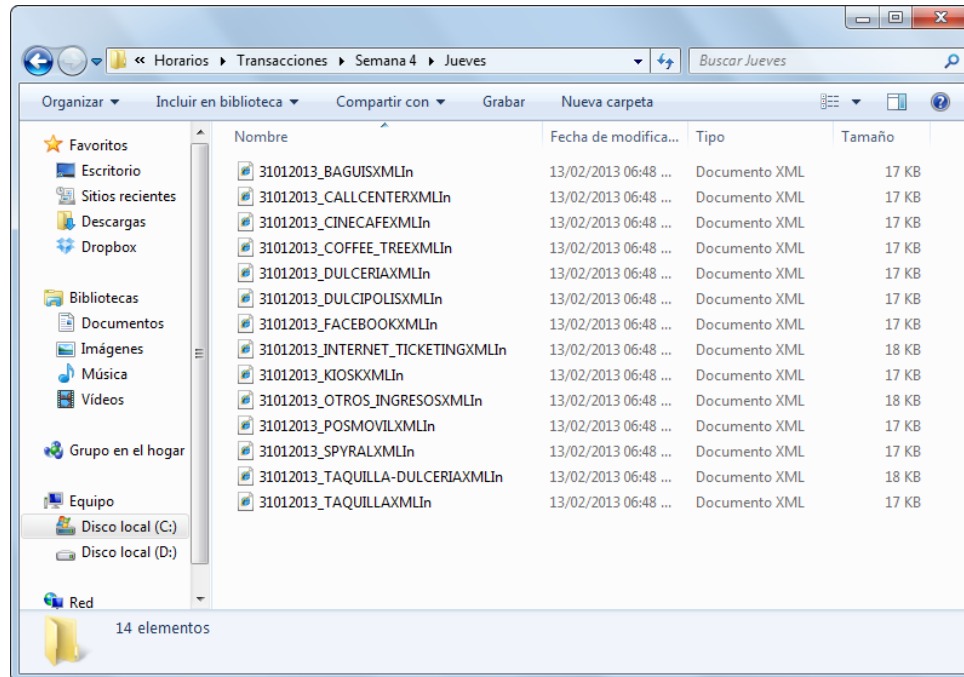 « Horarios ▸ Transacciones ▸ Semana 4 ▸ Jueves
Buscar Jueves
Organizar Incluir en biblioteca Compartir con Grabar Nueva carpeta
Favoritos
Escritorio
Sitios recientes
Descargas
Dropbox
Bibliotecas
Documentos
Imágenes
Música
Vídeos
Grupo en el hogar
Equipo
Disco local (C:)
Disco local (D:)
Red
Nombre Fecha de modifica... Tipo Tamaño
31012013_BAGUISXMLIn 13/02/2013 06:48 ... Documento XML 17 KB
31012013_CALLCENTERXMLIn 13/02/2013 06:48 ... Documento XML 17 KB
31012013_CINECAFEXMLIn 13/02/2013 06:48 ... Documento XML 17 KB
31012013_COFFEE_TREEXMLIn 13/02/2013 06:48 ... Documento XML 17 KB
31012013_DULCERIAXMLIn 13/02/2013 06:48 ... Documento XML 17 KB
31012013_DULCIPOLISXMLIn 13/02/2013 06:48 ... Documento XML 17 KB
31012013_FACEBOOKXMLIn 13/02/2013 06:48 ... Documento XML 17 KB
31012013_INTERNET_TICKETINGXMLIn 13/02/2013 06:48 ... Documento XML 18 KB
31012013_KIOSKXMLIn 13/02/2013 06:48 ... Documento XML 17 KB
31012013_OTROS_INGRESOSXMLIn 13/02/2013 06:48 ... Documento XML 18 KB
31012013_POSMOVILXMLIn 13/02/2013 06:48 ... Documento XML 17 KB
31012013_SPYRALXMLIn 13/02/2013 06:48 ... Documento XML 17 KB
31012013_TAQUILLA-DULCERIAXMLIn 13/02/2013 06:48 ... Documento XML 18 KB
31012013_TAQUILLAXMLIn 13/02/2013 06:48 ... Documento XML 17 KB
14 elementos